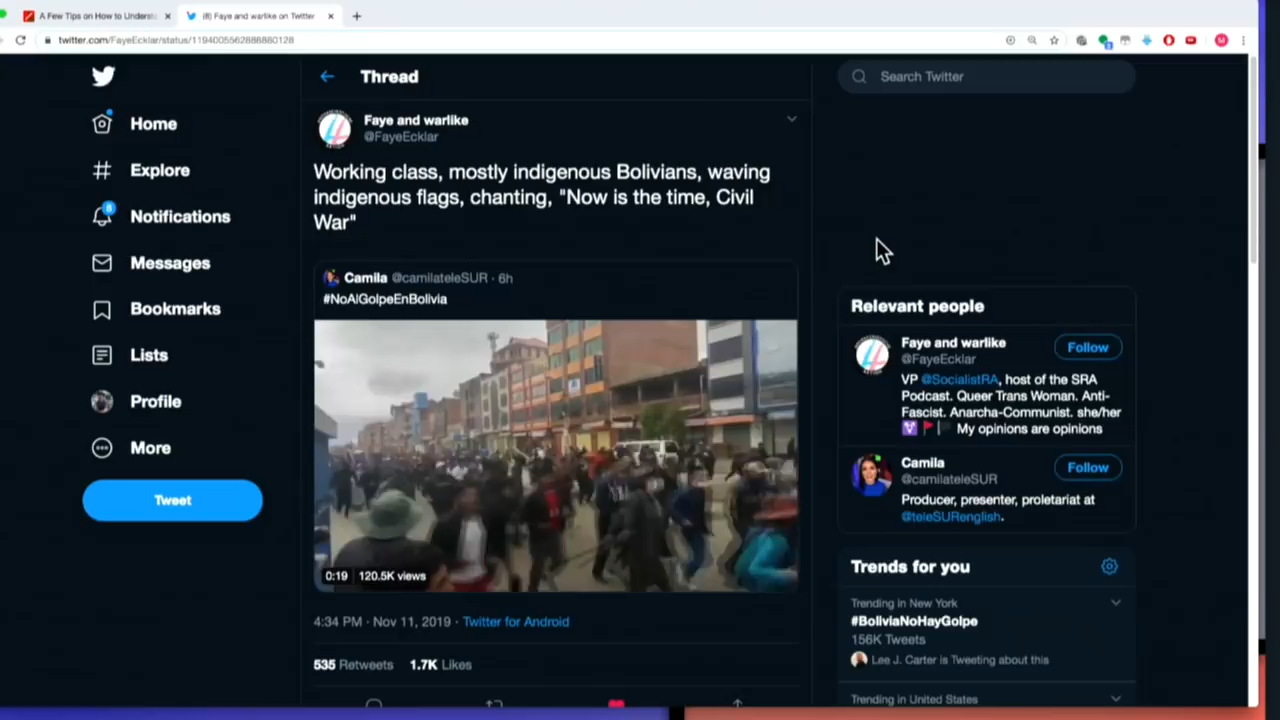 A Few Tips on How to Understa
(8) Faye and warlike on Twitter
twitter.com/FayeEcklar/status/1194005562888880128
Home
Explore
8
Notifications
Messages
Bookmarks
Lists
Profile
More
Tweet
Thread
Faye and warlike
@FayeEcklar
Working class, mostly indigenous Bolivians, waving
indigenous flags, chanting, "Now is the time, Civil
War"
Camila @camilateleSUR · 6h
#NoAlGolpeEnBolivia
0:19 120.5K views
4:34 PM · Nov 11, 2019 · Twitter for Android
535 Retweets 1.7K Likes
Search Twitter
Relevant people
Faye and warlike
@FayeEcklar
Follow
VP @SocialistRA, host of the SRA
Podcast. Queer Trans Woman. Anti-
Fascist. Anarcha-Communist. she/her
My opinions are opinions
Camila
@camilateleSUR
Follow
Producer, presenter, proletariat at
@teleSURenglish.
Trends for you
Trending in New York
#BoliviaNoHayGolpe
156K Tweets
Lee J. Carter is Tweeting about this
Trending in United States